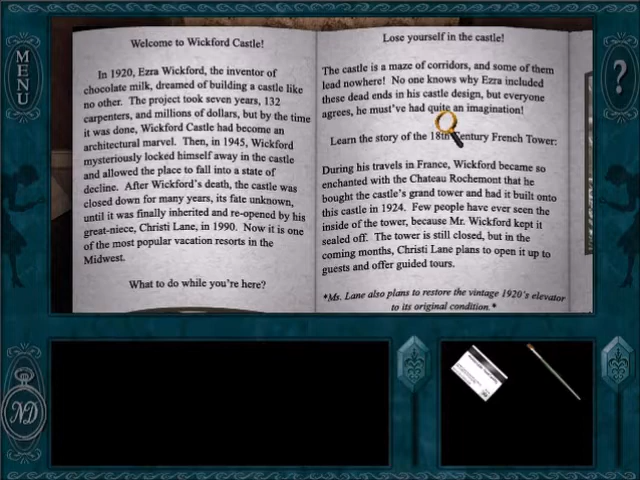 MENU
?
Welcome to Wickford Castle!
In 1920, Ezra Wickford, the inventor of
chocolate milk, dreamed of building a castle like
no other. The project took seven years, 132
carpenters, and millions of dollars, but by the time
it was done, Wickford Castle had become an
architectural marvel. Then, in 1945, Wickford
mysteriously locked himself away in the castle
and allowed the place to fall into a state of
decline. After Wickford's death, the castle was
closed down for many years, its fate unknown,
until it was finally inherited and re-opened by his
great-niece, Christi Lane, in 1990. Now it is one
of the most popular vacation resorts in the
Midwest.
What to do while you're here?
Lose yourself in the castle!
The castle is a maze of corridors, and some of them
lead nowhere! No one knows why Ezra included
these dead ends in his castle design, but everyone
agrees, he must've had quite an imagination!
Learn the story of the 18th Century French Tower:
During his travels in France, Wickford became so
enchanted with the Chateau Rochemont that he
bought the castle's grand tower and had it built onto
this castle in 1924. Few people have ever seen the
inside of the tower, because Mr. Wickford kept it
sealed off. The tower is still closed, but in the
coming months, Christi Lane plans to open it up to
guests and offer guided tours.
*Ms. Lane also plans to restore the vintage 1920's elevator
to its original condition.*
ND